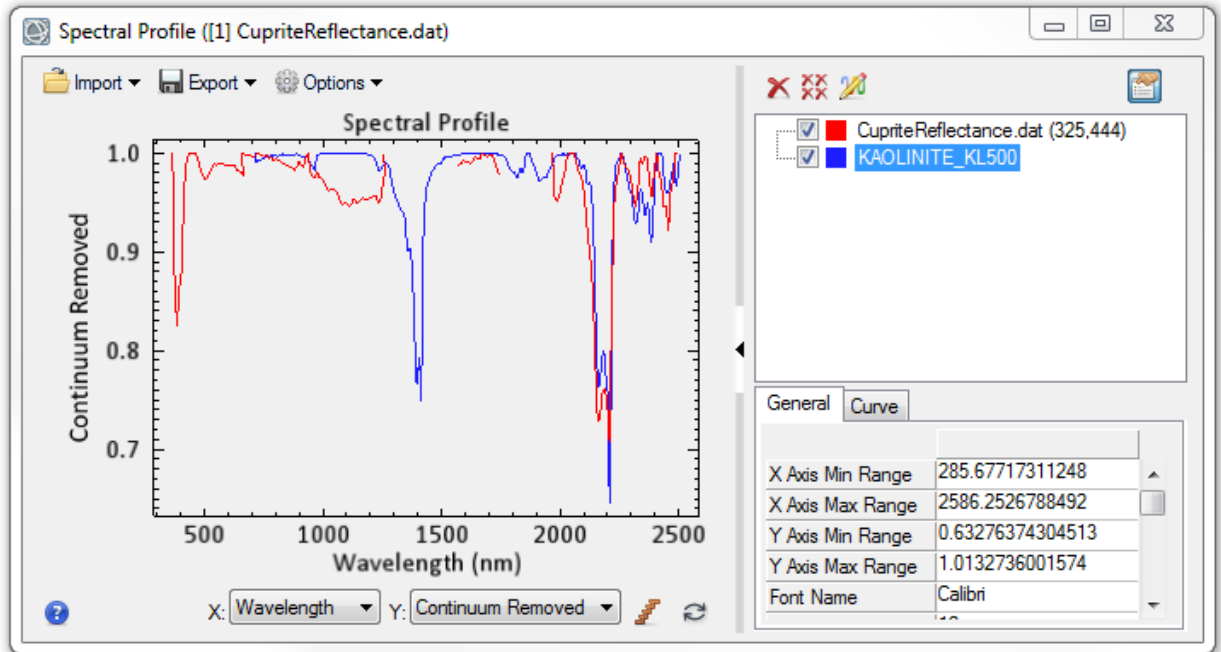 Spectral Profile ([1] CupriteReflectance.dat)
Import Export Options
Spectral Profile
Continuum Removed
1.0
0.9
0.8
0.7
500 1000 1500 2000 2500
Wavelength (nm)
X: Wavelength Y: Continuum Removed
CupriteReflectance.dat (325,444)
KAOLINITE_KL500
General Curve
X Axis Min Range 285.67717311248
X Axis Max Range 2586.2526788492
Y Axis Min Range 0.63276374304513
Y Axis Max Range 1.0132736001574
Font Name Calibri